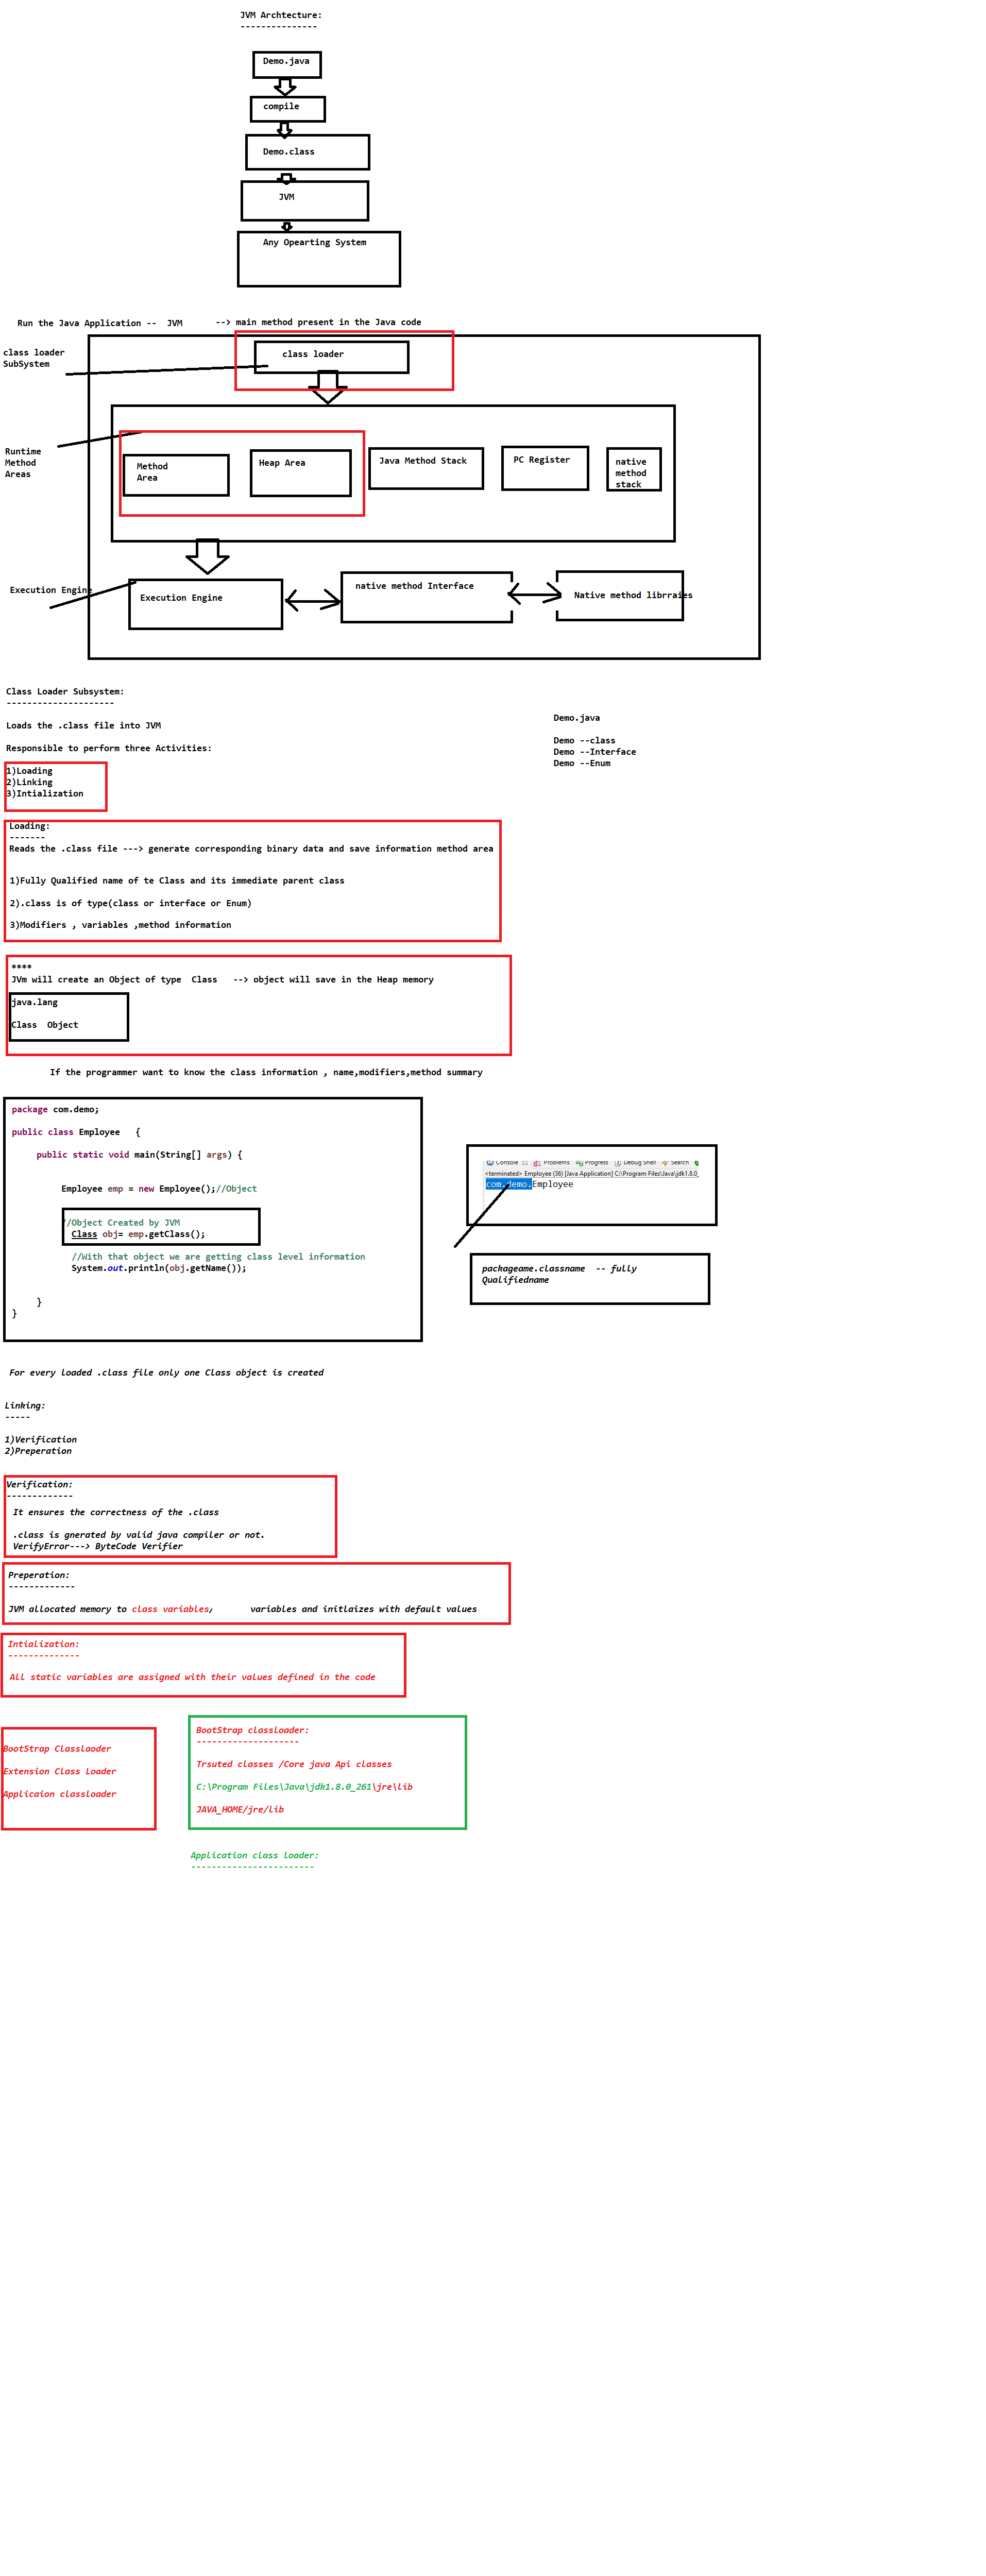 JVM Archtecture:
---------------
Demo.java
compile
Demo.class
JVM
Any Opearting System
Run the Java Application --  JVM
--> main method present in the Java code
class loader
SubSystem
class loader
Runtime
Method
Areas
Method
Area
Heap Area
Java Method Stack
PC Register
native
method
stack
Execution Engine
Execution Engine
native method Interface
Native method librraies
Class Loader Subsystem:
---------------------
Loads the .class file into JVM
Responsible to perform three Activities:
1)Loading
2)Linking
3)Intialization
Demo.java
Demo --class
Demo --Interface
Demo --Enum
Loading:
-------
Reads the .class file ---> generate corresponding binary data and save information method area
1)Fully Qualified name of te Class and its immediate parent class
2).class is of type(class or interface or Enum)
3)Modifiers , variables ,method information
****
JVm will create an Object of type  Class   --> object will save in the Heap memory
java.lang
Class  Object
If the programmer want to know the class information , name,modifiers,method summary
package com.demo;
public class Employee   {
public static void main(String[] args) {
Employee emp = new Employee();//Object
//Object Created by JVM
Class obj= emp.getClass();
//With that object we are getting class level information
System.out.println(obj.getName());
}
}
Console Problems Progress Debug Shell Search
<terminated> Employee (36) [Java Application] C:\Program Files\Java\jdk1.8.0_
com.demo.Employee
packagame.classname  -- fully
Qualifiedname
For every loaded .class file only one Class object is created
Linking:
-----
1)Verification
2)Preperation
Verification:
-------------
It ensures the correctness of the .class
.class is gnerated by valid java compiler or not.
VerifyError---> ByteCode Verifier
Preperation:
-------------
JVM allocated memory to class variables,       variables and initlaizes with default values
Intialization:
--------------
All static variables are assigned with their values defined in the code
BootStrap Classlaoder
Extension Class Loader
Applicaion classloader
BootStrap classloader:
--------------------
Trsuted classes /Core java Api classes
C:\Program Files\Java\jdk1.8.0_261\jre\lib
JAVA_HOME/jre/lib
Application class loader:
------------------------